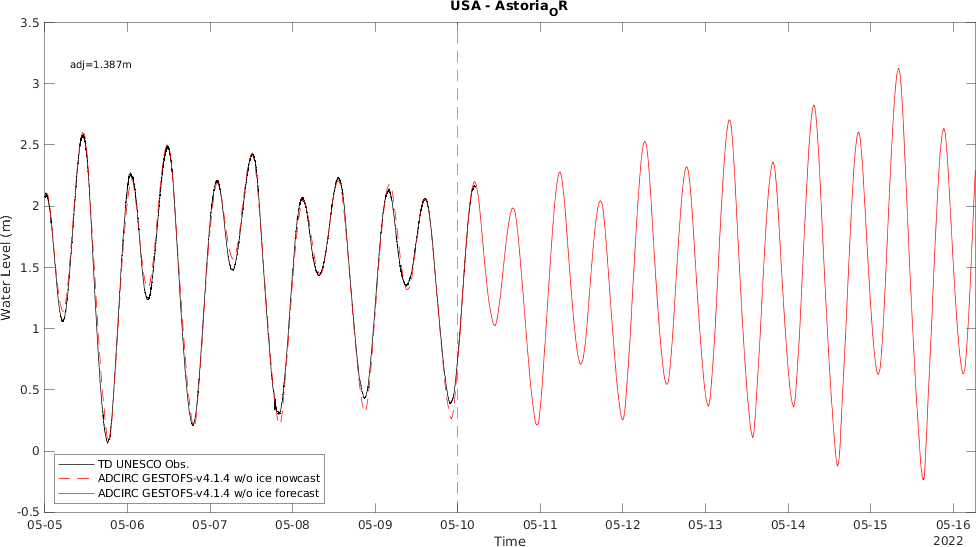 USA - AstoriaOR
3.5
adj=1.387m
3
2.5
2
1.5
1
0.5
0
-0.5
Water Level (m)
TD UNESCO Obs.
ADCIRC GESTOFS-v4.1.4 w/o ice nowcast
ADCIRC GESTOFS-v4.1.4 w/o ice forecast
05-05 05-06 05-07 05-08 05-09 05-10 05-11 05-12 05-13 05-14 05-15 05-16
Time
2022